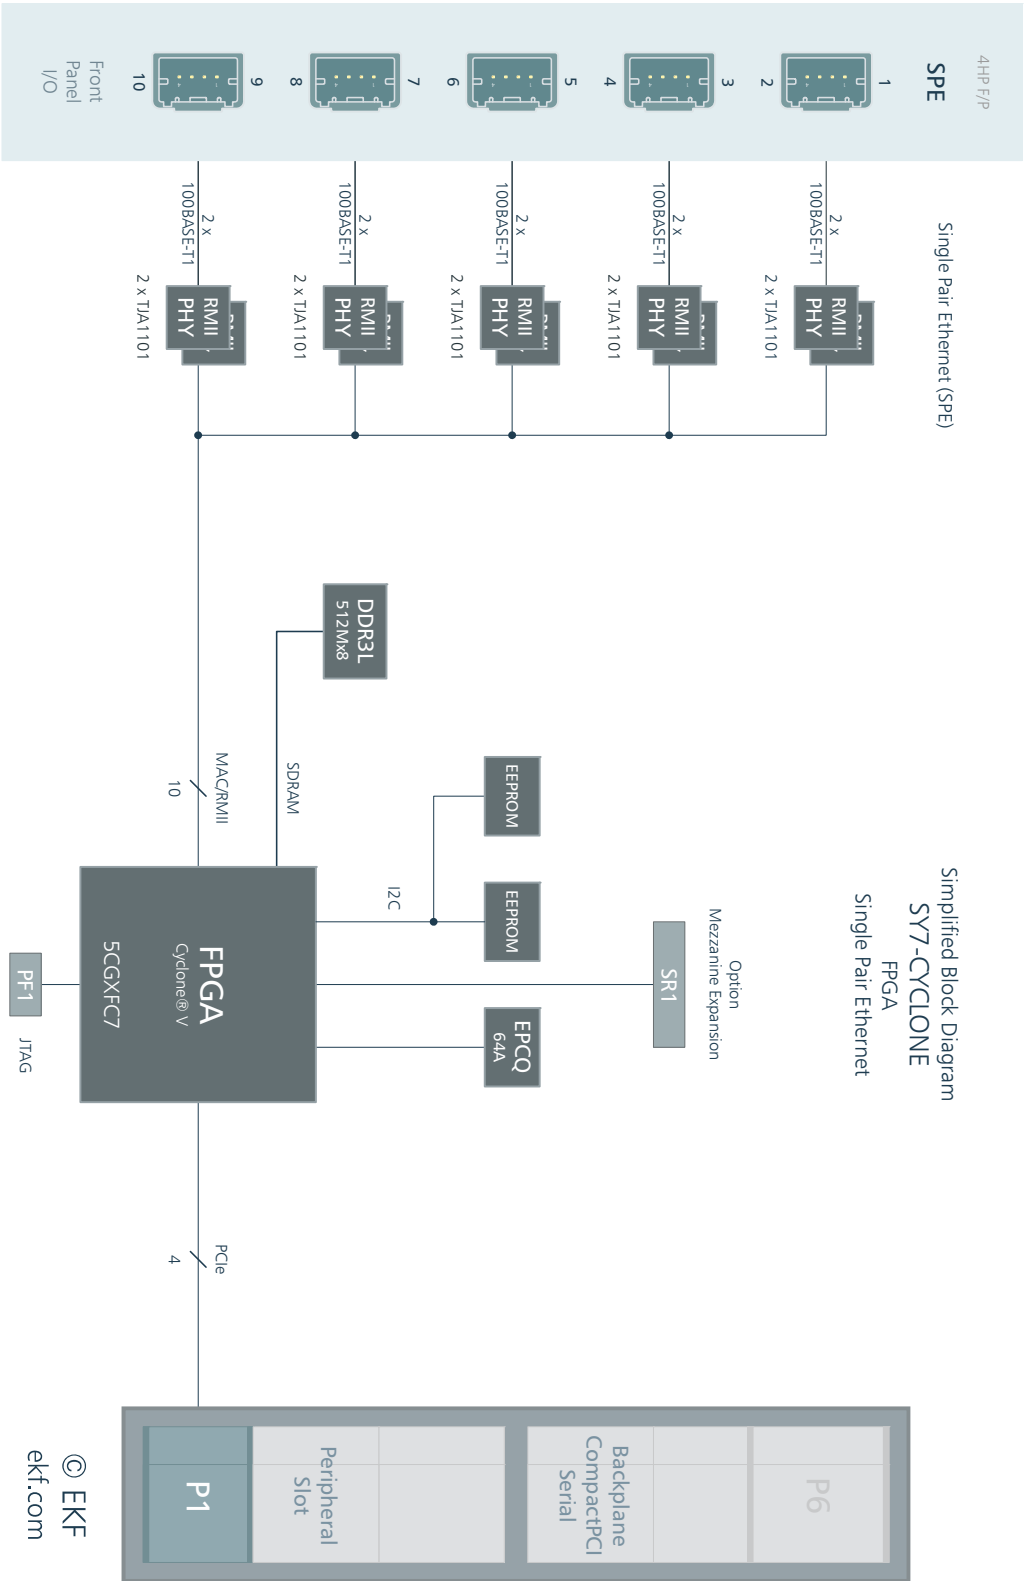 Simplified Block Diagram
SY7-CYCLONE
FPGA
Single Pair Ethernet
4HP F/P
SPE
1
2
3
4
5
6
7
8
9
10
Front
Panel
I/O
Single Pair Ethernet (SPE)
2 x
100BASE-T1
RMII
PHY
2 x TJA1101
2 x
100BASE-T1
RMII
PHY
2 x TJA1101
2 x
100BASE-T1
RMII
PHY
2 x TJA1101
2 x
100BASE-T1
RMII
PHY
2 x TJA1101
2 x
100BASE-T1
RMII
PHY
2 x TJA1101
DDR3L
512Mx8
SDRAM
MAC/RMII
10
EEPROM
EEPROM
I2C
Option
Mezzanine Expansion
SR1
EPCQ
64A
FPGA
Cyclone® V
5CGXFC7
PF1
JTAG
PCIe
4
P6
Backplane
CompactPCI
Serial
Peripheral
Slot
P1
© EKF
ekf.com